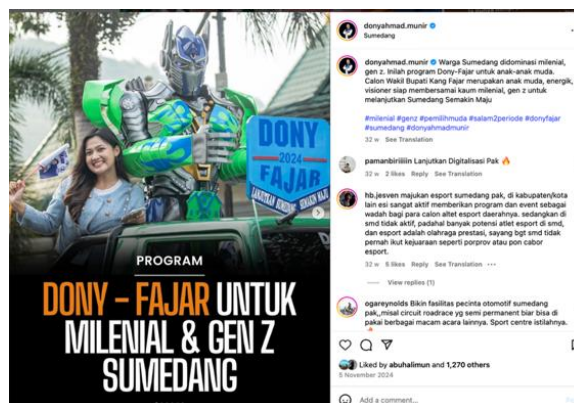 DONY
2024
FAJAR
LANJUTKAN SUMEDANG SEMAKIN MAJU
PROGRAM
DONY – FAJAR UNTUK
MILENIAL & GEN Z
SUMEDANG
donyahmad.munir
Sumedang
donyahmad.munir Warga Sumedang didominasi milenial,
gen z. Inilah program Dony-Fajar untuk anak-anak muda.
Calon Wakil Bupati Kang Fajar merupakan anak muda, energik,
visioner siap membersamai kaum milenial, gen z untuk
melanjutkan Sumedang Semakin Maju
#milenial #genz #pemilihmuda #salam2periode #donyfajar
#sumedang #donyahmadmunir
32 w See Translation
pamanbiriliiin Lanjutkan Digitalisasi Pak 🔥
32 w 2 likes Reply See Translation
hb.jesven majukan esport sumedang pak, di kabupaten/kota
lain esi sangat aktif memberikan program dan event sebagai
wadah bagi para calon altet esport daerahnya. sedangkan di
smd tidak aktif, padahal banyak potensi atlet esport di smd,
dan esport adalah olahraga prestasi, sayang bgt smd tidak
pernah ikut kejuaraan seperti porprov atau pon cabor
esport.
32 w 5 likes Reply See Translation •••
View replies (1)
ogareynolds Bikin fasilitas pecinta otomotif sumedang
pak,,misal circuit roadrace yg semi permanent biar bisa di
pakai berbagai macam acara lainnya. Sport centre istilahnya.
🔥
Liked by abuhalimun and 1,270 others
5 November 2024
Add a comment...